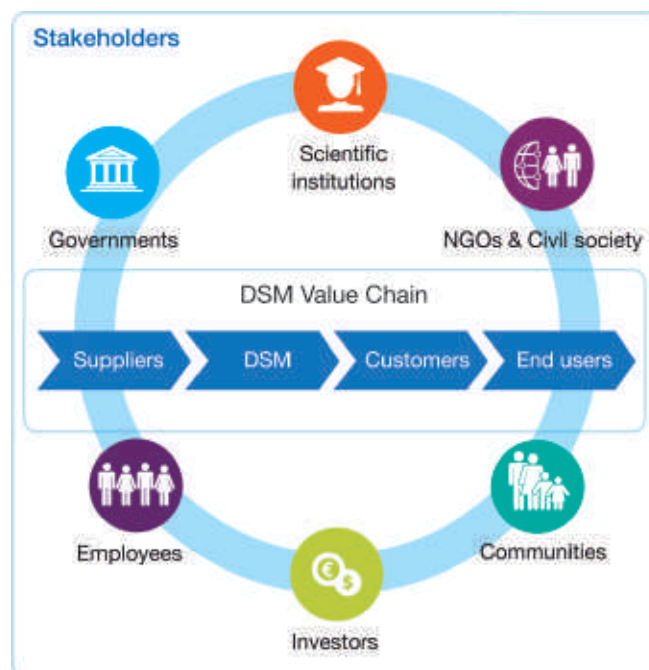 Stakeholders
Scientific
institutions
Governments
NGOs & Civil society
DSM Value Chain
Suppliers
DSM
Customers
End users
Employees
Communities
€
$
Investors